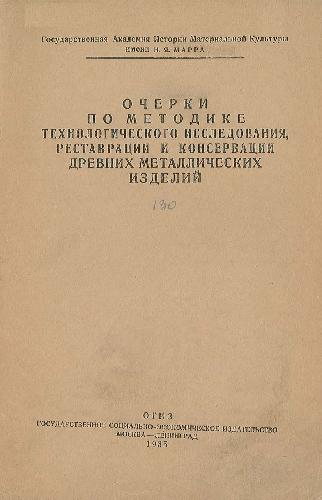 Государственная Академия Истории Материальной Культуры
имени Н. Я. МАРРА
ОЧЕРКИ
ПО МЕТОДИКЕ
ТЕХНОЛОГИЧЕСКОГО ИССЛЕДОВАНИЯ,
РЕСТАВРАЦИИ И КОНСЕРВАЦИИ
ДРЕВНИХ МЕТАЛЛИЧЕСКИХ
ИЗДЕЛИЙ
130
ОГИЗ
ГОСУДАРСТВЕННОЕ СОЦИАЛЬНО-ЭКОНОМИЧЕСКОЕ ИЗДАТЕЛЬСТВО
МОСКВА—ЛЕНИНГРАД
1935